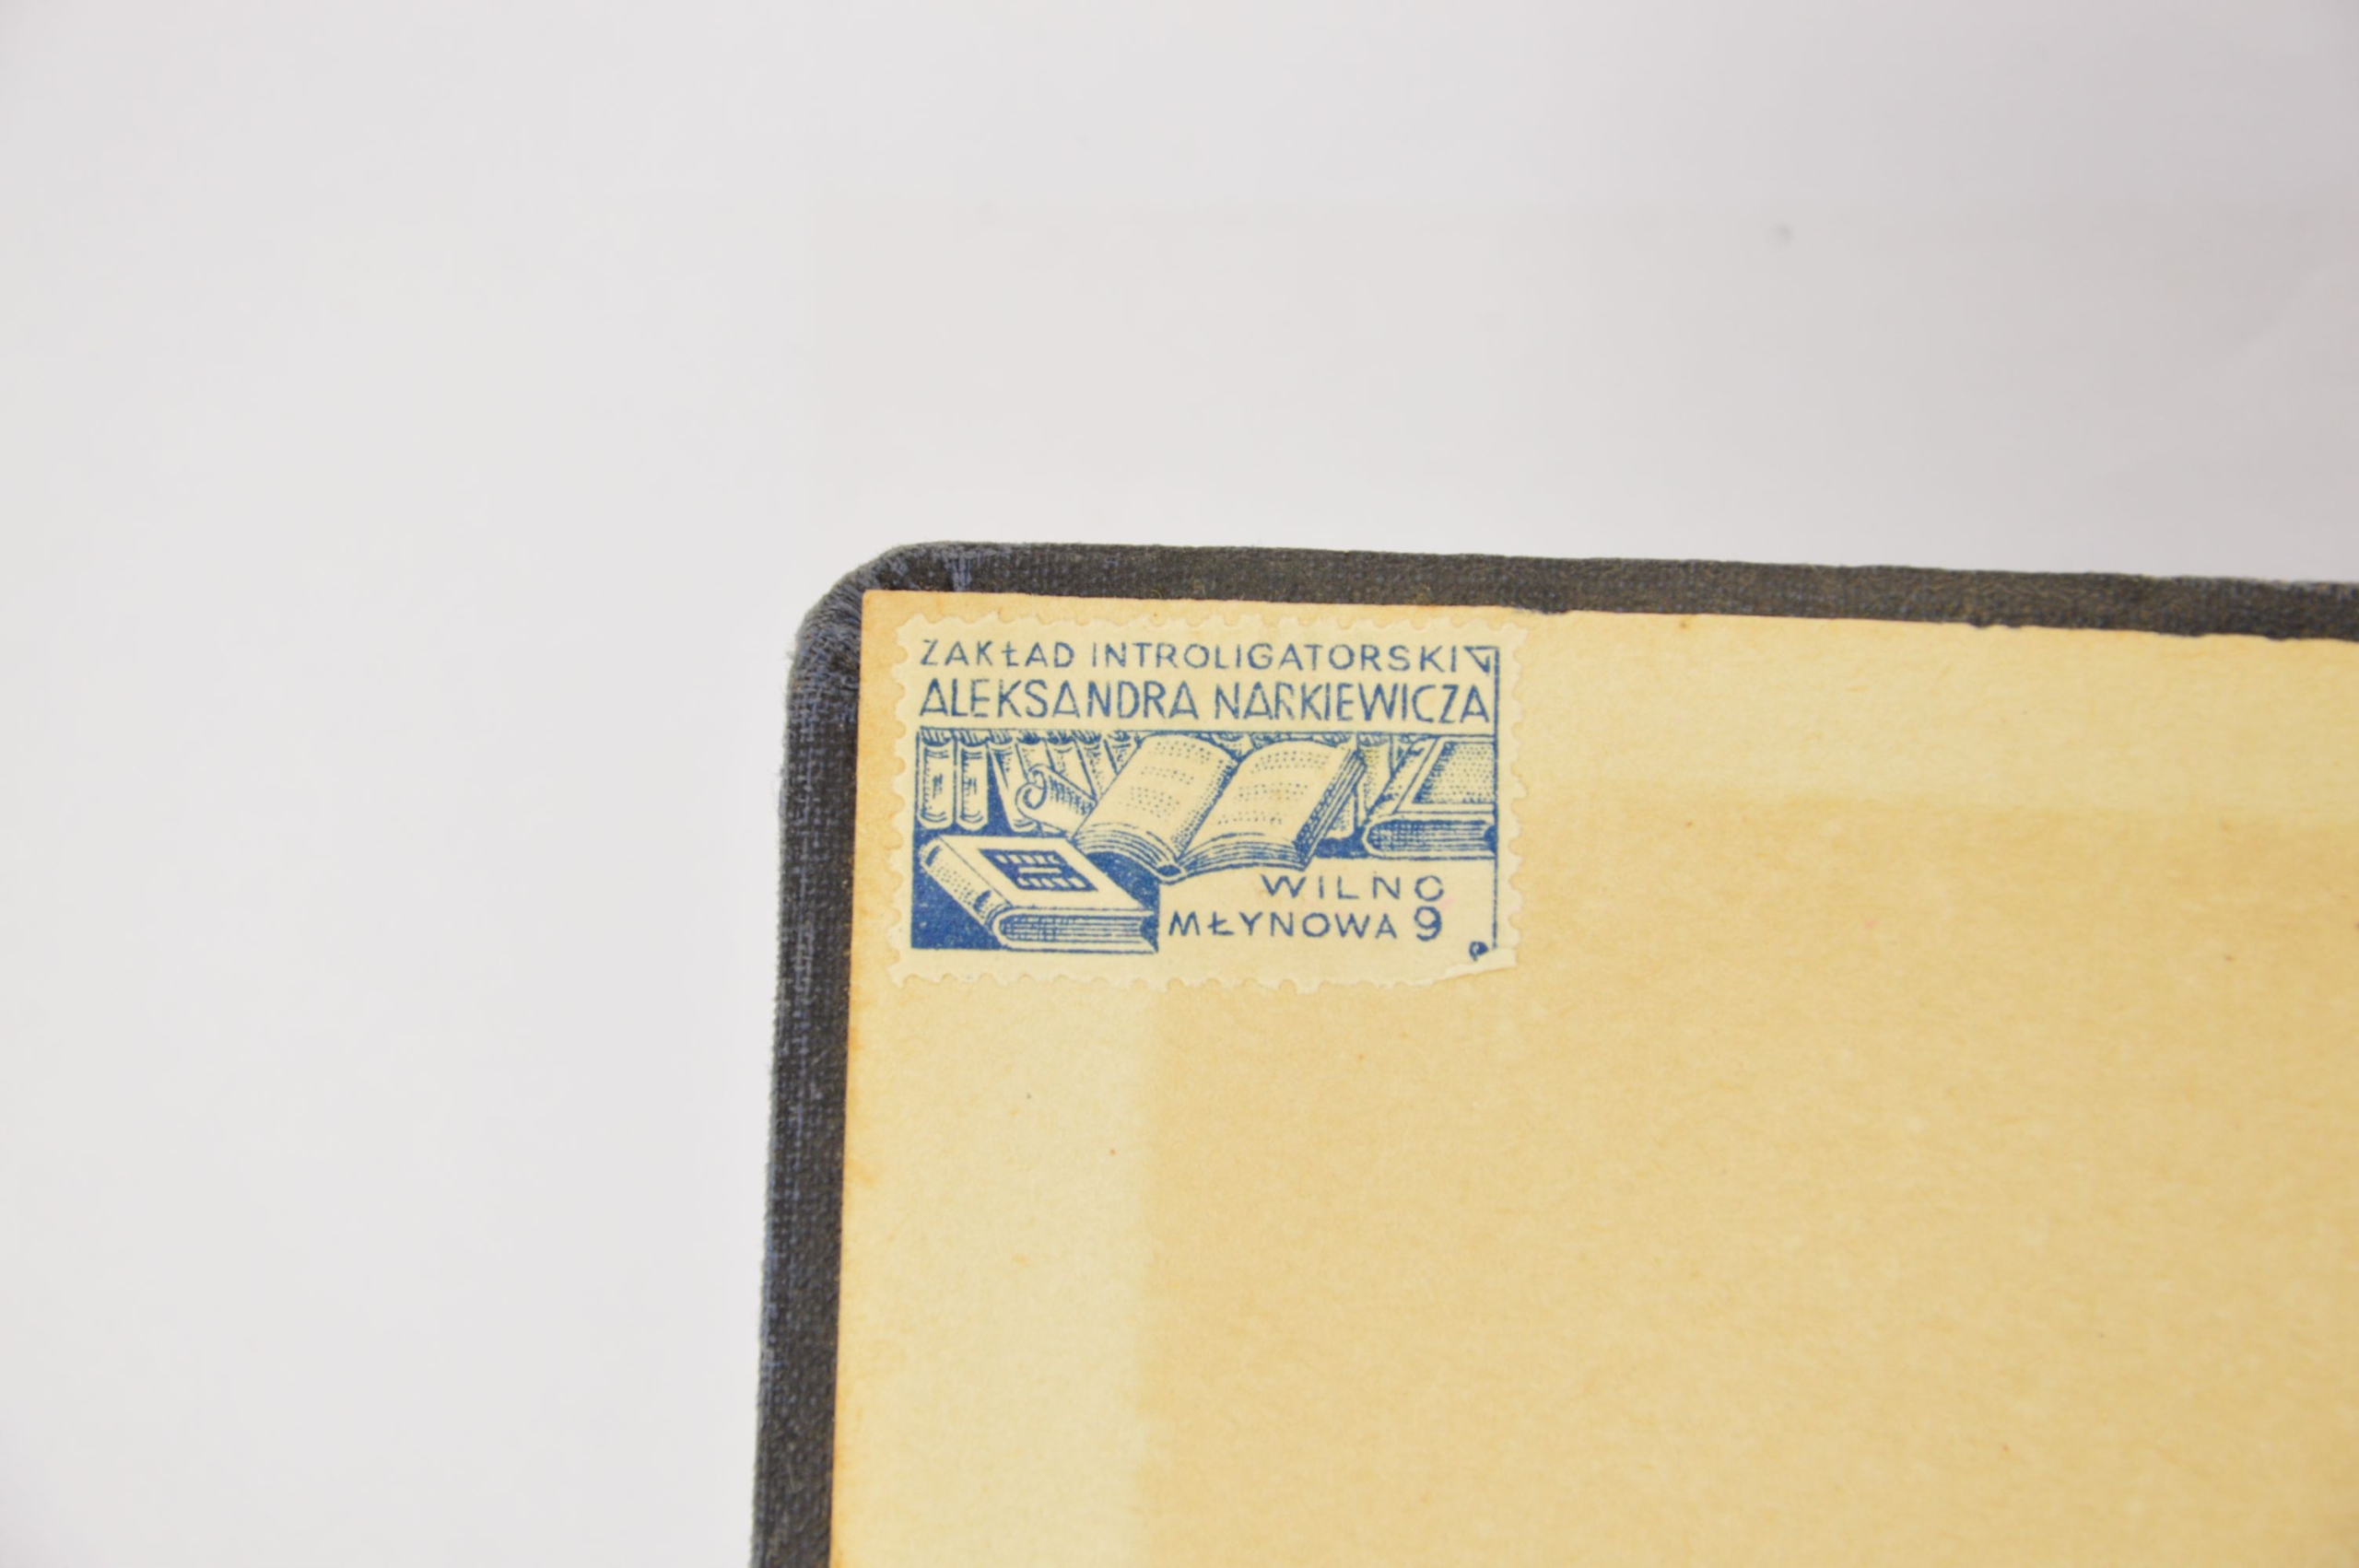 ZAKŁAD INTROLIGATORSKI
ALEKSANDRA NARKIEWICZA
WILNO
MŁYNOWA 9